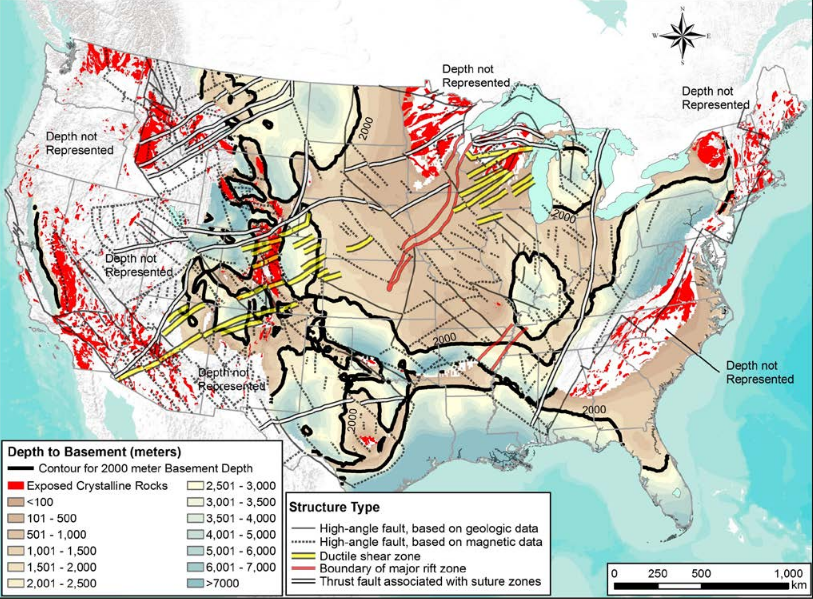 N
W
E
S
Depth not
Represented
Depth not
Represented
Depth not
Represented
2000
2000
Depth not
Represented
2000
Depth not
Represented
Depth not
Represented
2000
2000
Depth to Basement (meters)
Contour for 2000 meter Basement Depth
Exposed Crystalline Rocks
<100
101 - 500
501 - 1,000
1,001 - 1,500
1,501 - 2,000
2,001 - 2,500
2,501 - 3,000
3,001 - 3,500
3,501 - 4,000
4,001 - 5,000
5,001 - 6,000
6,001 - 7,000
>7000
Structure Type
High-angle fault, based on geologic data
High-angle fault, based on magnetic data
Ductile shear zone
Boundary of major rift zone
Thrust fault associated with suture zones
0 250 500 1,000
km